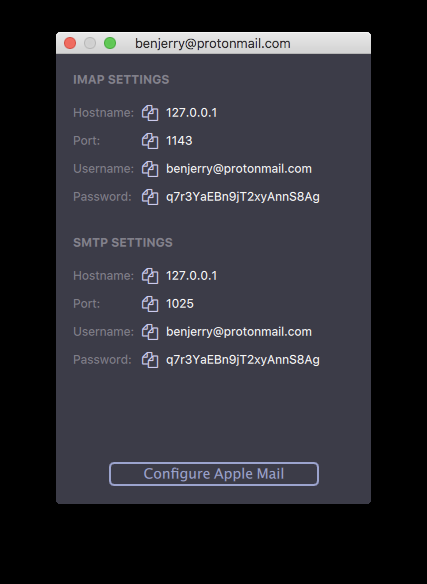 benjerry@protonmail.com
IMAP SETTINGS
Hostname: 127.0.0.1
Port: 1143
Username: benjerry@protonmail.com
Password: q7r3YaEBn9jT2xyAnnS8Ag
SMTP SETTINGS
Hostname: 127.0.0.1
Port: 1025
Username: benjerry@protonmail.com
Password: q7r3YaEBn9jT2xyAnnS8Ag
Configure Apple Mail